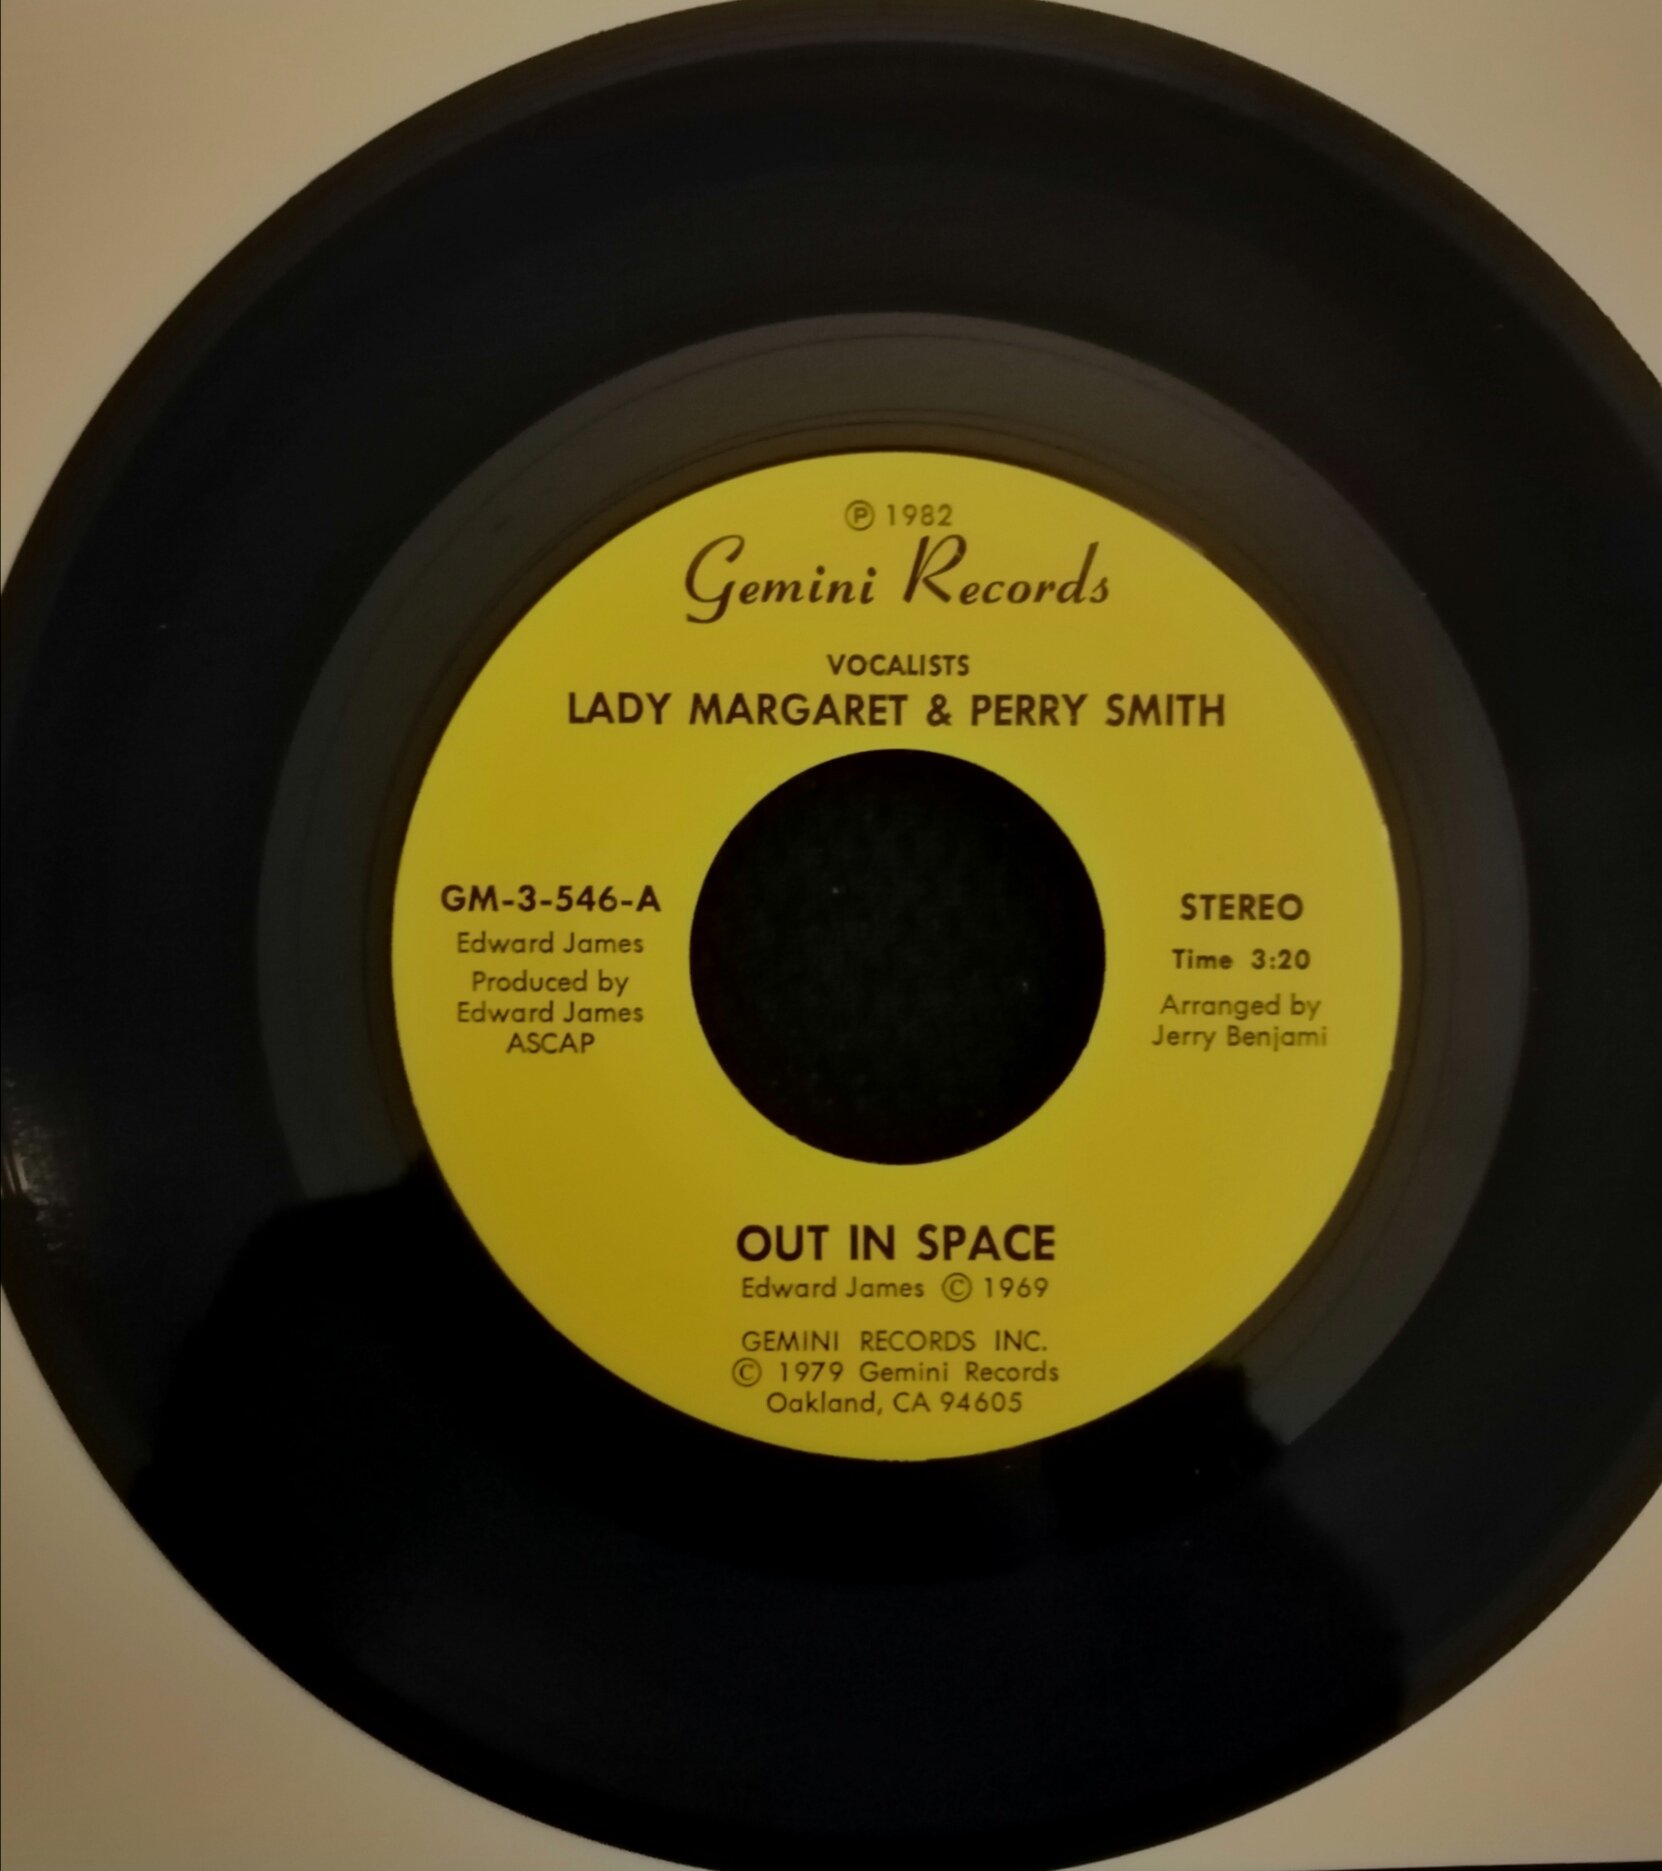 Ⓟ 1982
Gemini Records
VOCALISTS
LADY MARGARET & PERRY SMITH
GM-3-546-A
Edward James
Produced by
Edward James
ASCAP
STEREO
Time 3:20
Arranged by
Jerry Benjami
OUT IN SPACE
Edward James © 1969
GEMINI RECORDS INC.
© 1979 Gemini Records
Oakland, CA 94605